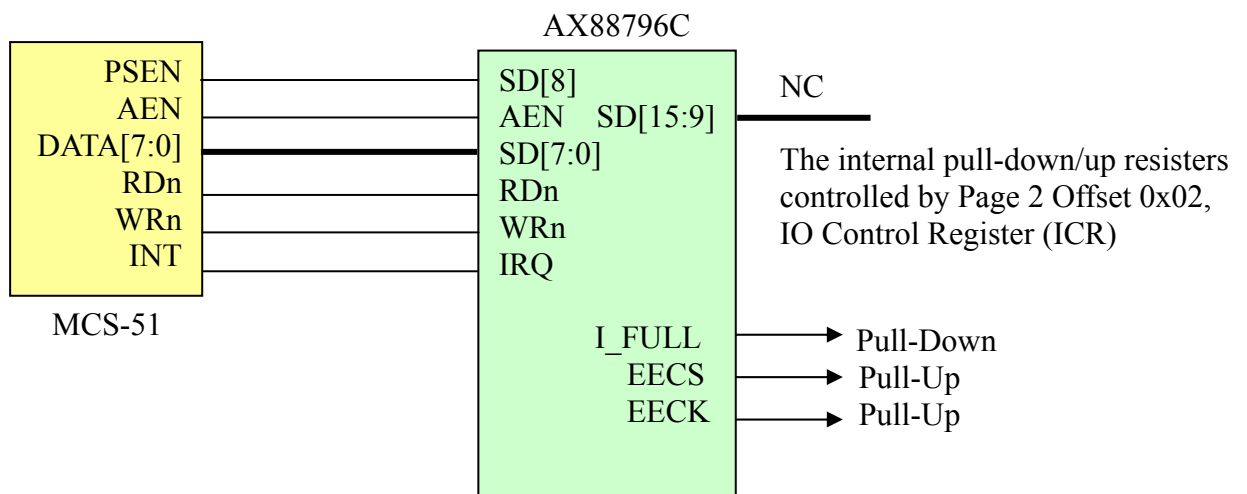 AX88796C
PSEN
AEN
DATA[7:0]
RDn
WRn
INT
MCS-51
SD[8]
AEN SD[15:9]
SD[7:0]
RDn
WRn
IRQ
I_FULL
EECS
EECK
NC
The internal pull-down/up resisters
controlled by Page 2 Offset 0x02,
IO Control Register (ICR)
Pull-Down
Pull-Up
Pull-Up